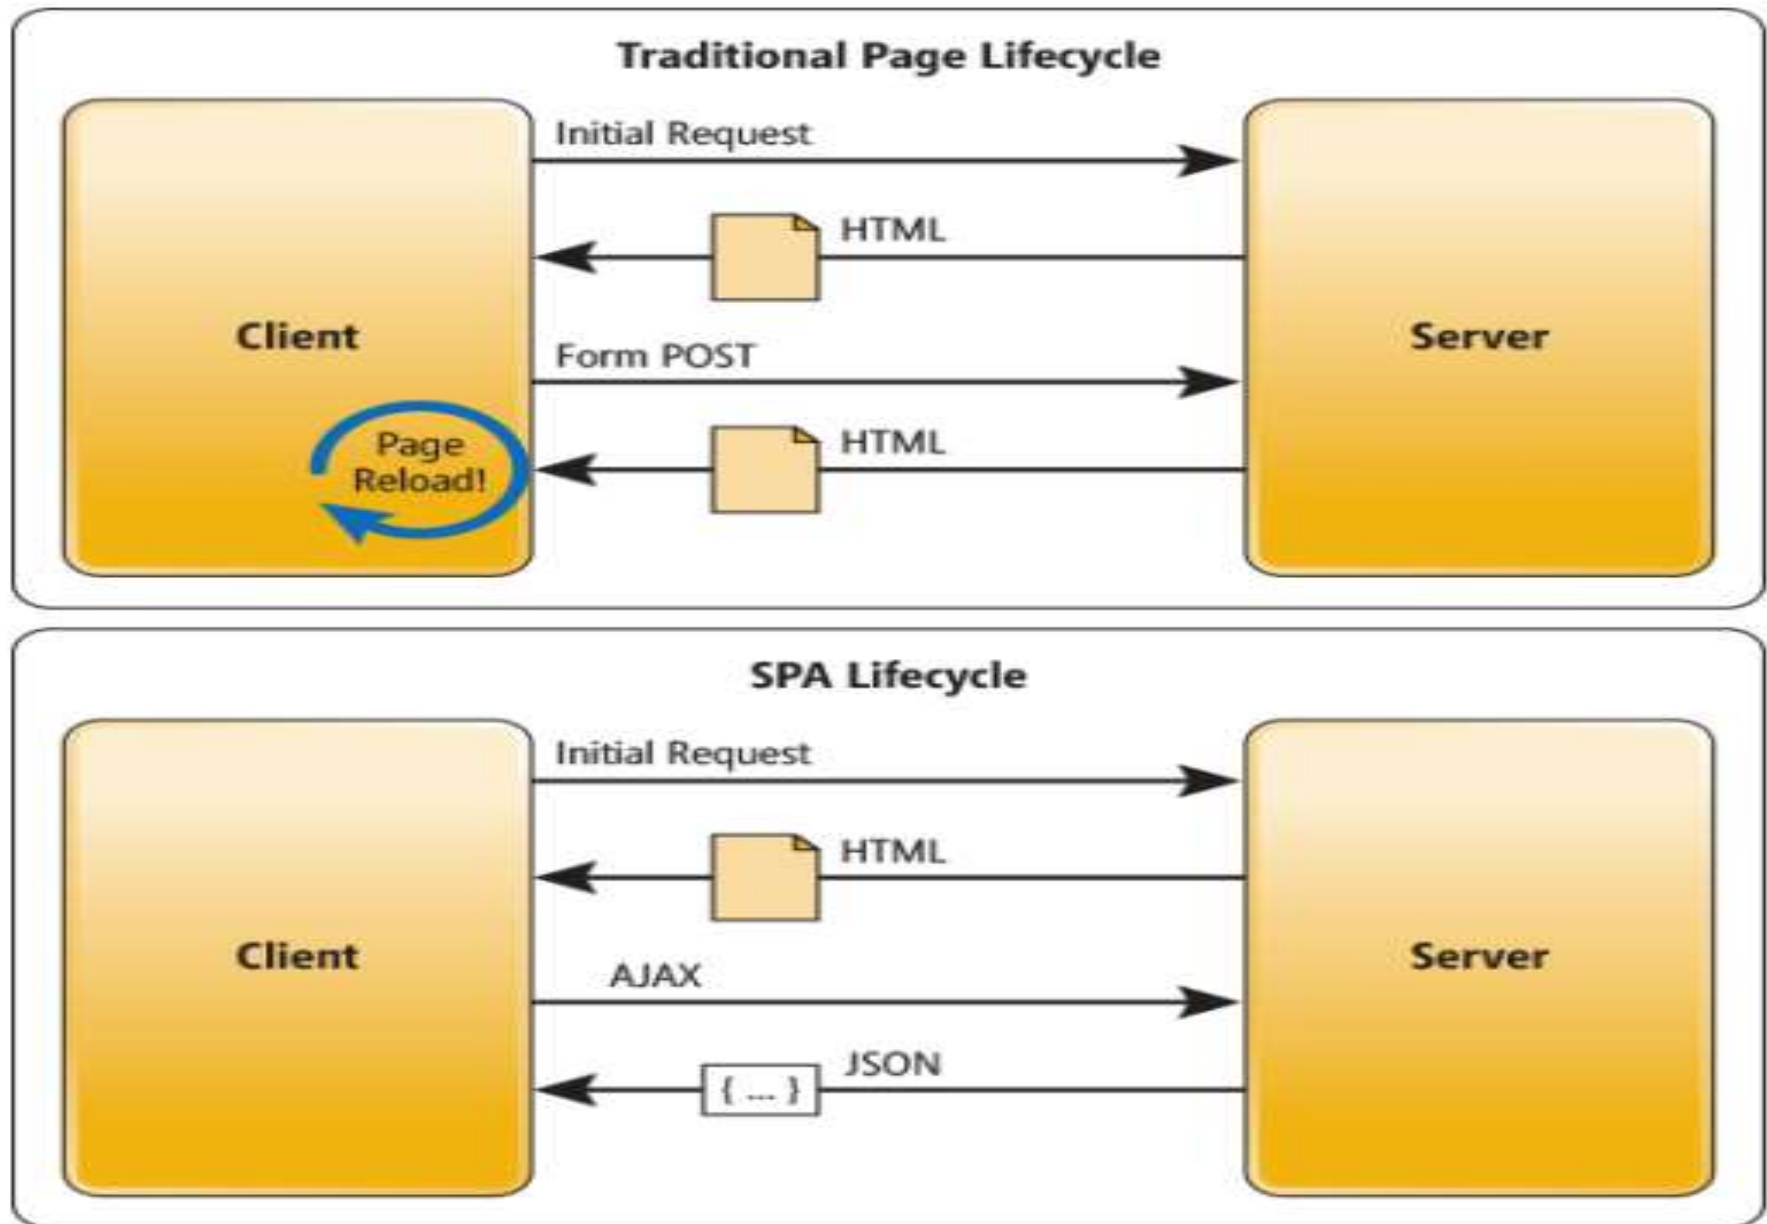 Traditional Page Lifecycle
Initial Request
HTML
Client
Server
Form POST
HTML
Page
Reload!
SPA Lifecycle
Initial Request
HTML
Client
Server
AJAX
JSON
{ ... }